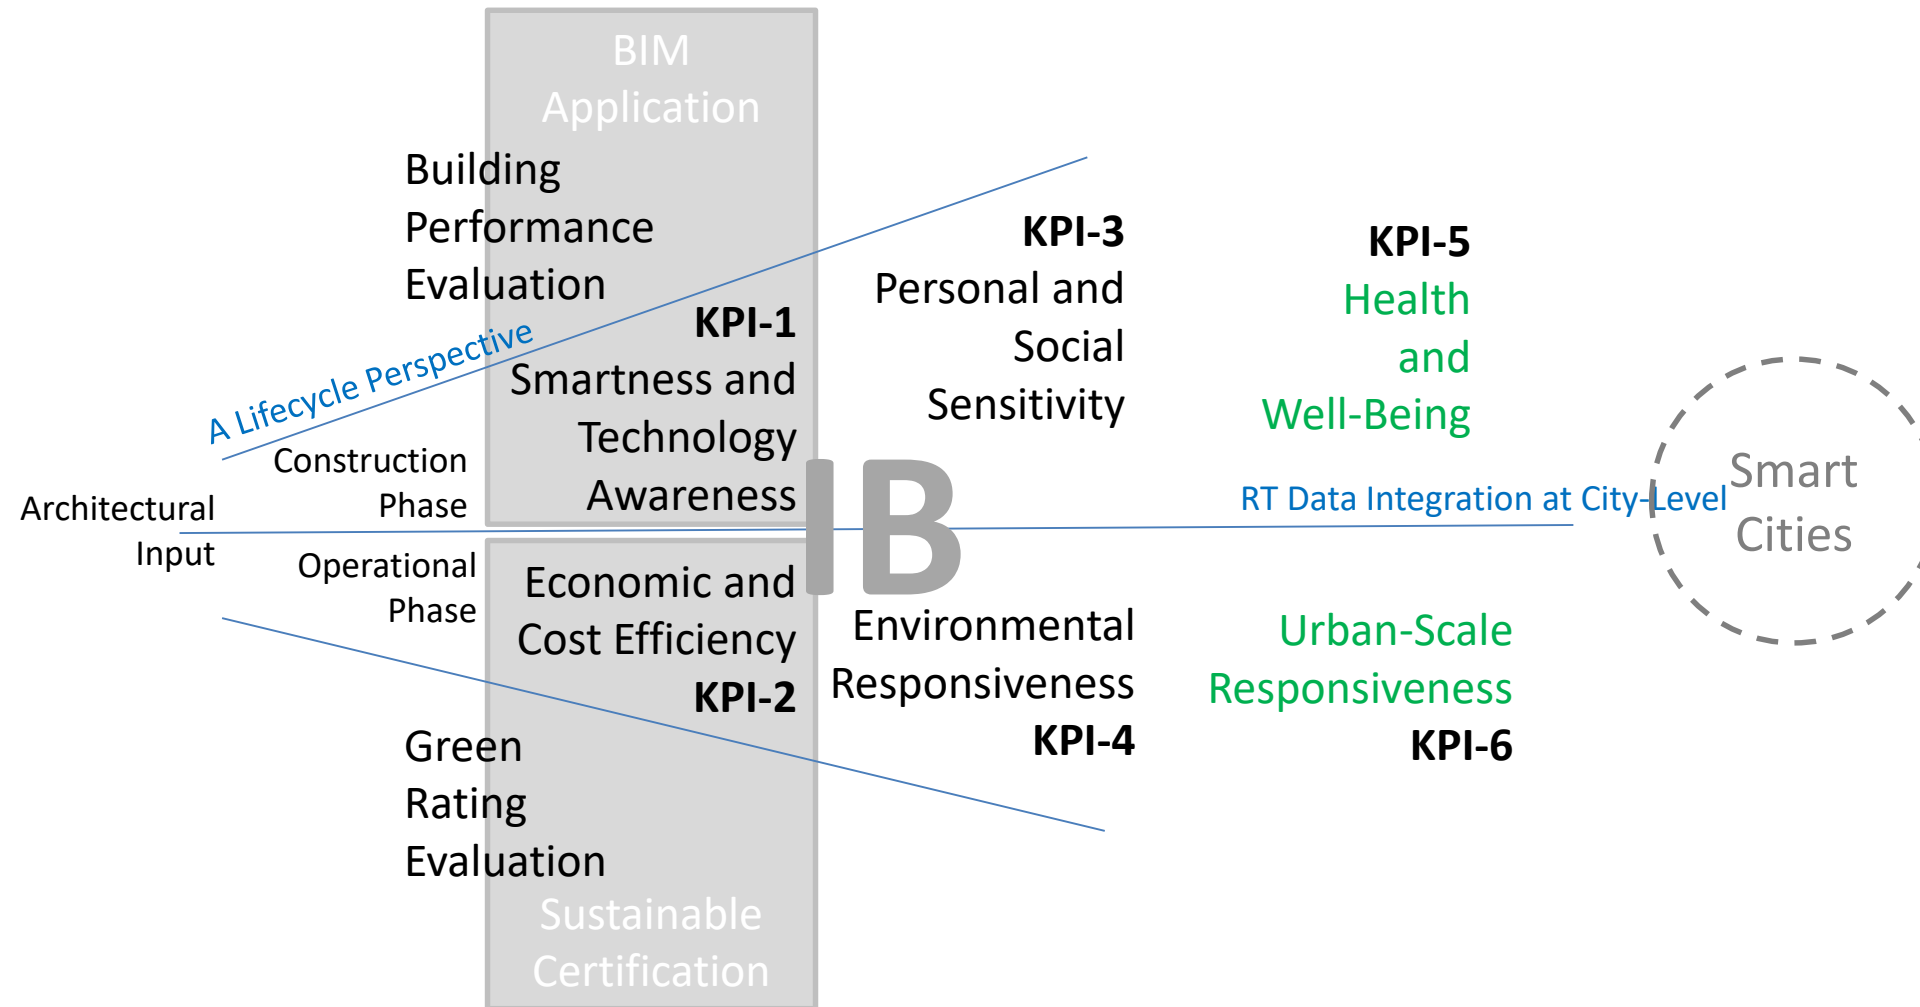 BIM
Application
Building
Performance
Evaluation
A Lifecycle Perspective
KPI-1
Smartness and
Technology
Awareness
KPI-3
Personal and
Social
Sensitivity
KPI-5
Health
and
Well-Being
Construction
Phase
Architectural
Input
Operational
Phase
IB
RT Data Integration at City-Level
Smart
Cities
Economic and
Cost Efficiency
KPI-2
Environmental
Responsiveness
KPI-4
Urban-Scale
Responsiveness
KPI-6
Green
Rating
Evaluation
Sustainable
Certification